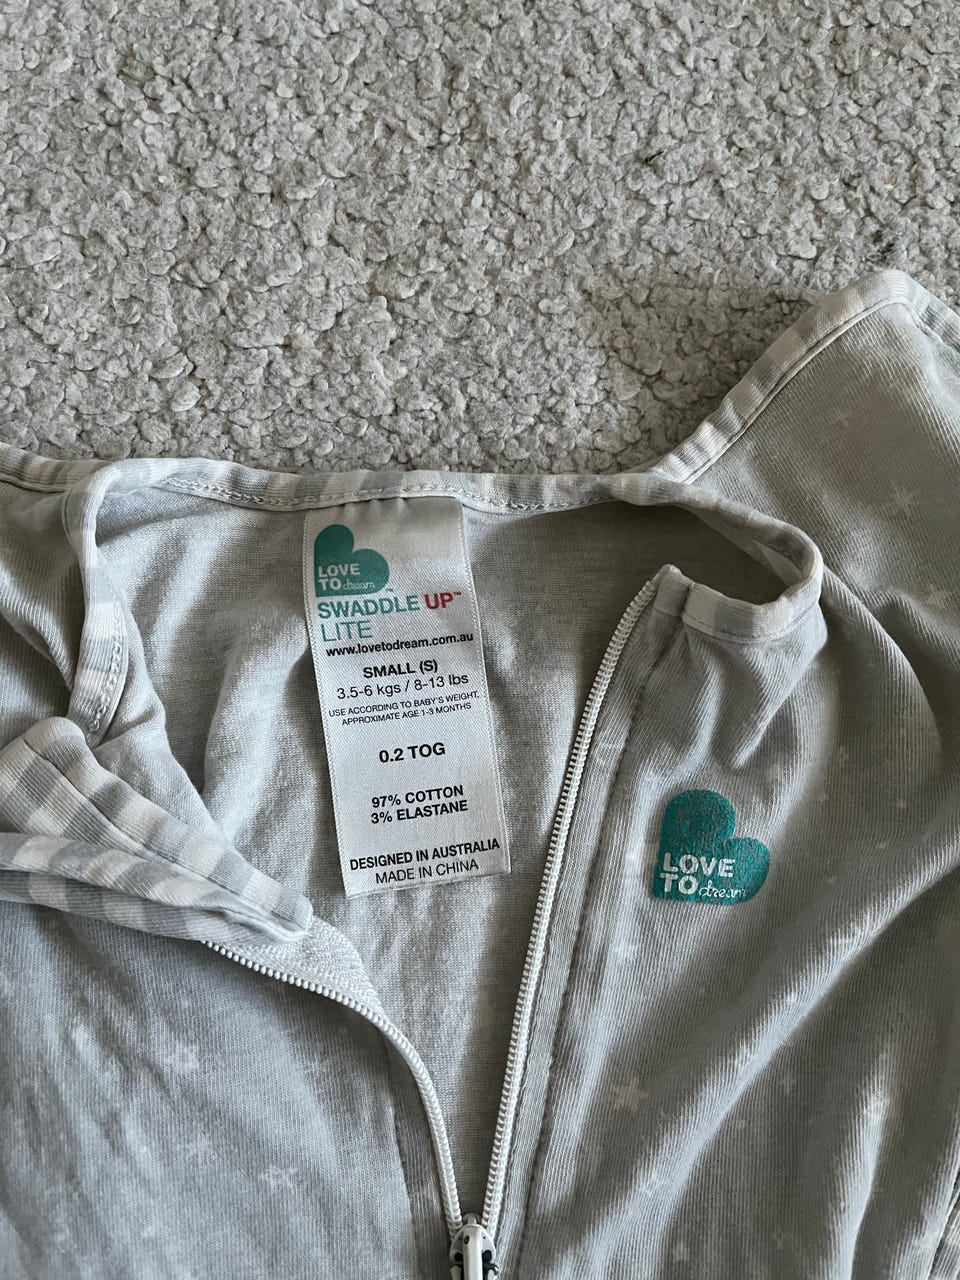 LOVE
TO dream™
SWADDLE UP™
LITE
www.lovetodream.com.au
SMALL (S)
3.5-6 kgs / 8-13 lbs
USE ACCORDING TO BABY'S WEIGHT.
APPROXIMATE AGE 1-3 MONTHS
0.2 TOG
97% COTTON
3% ELASTANE
DESIGNED IN AUSTRALIA
MADE IN CHINA
LOVE
TO dream